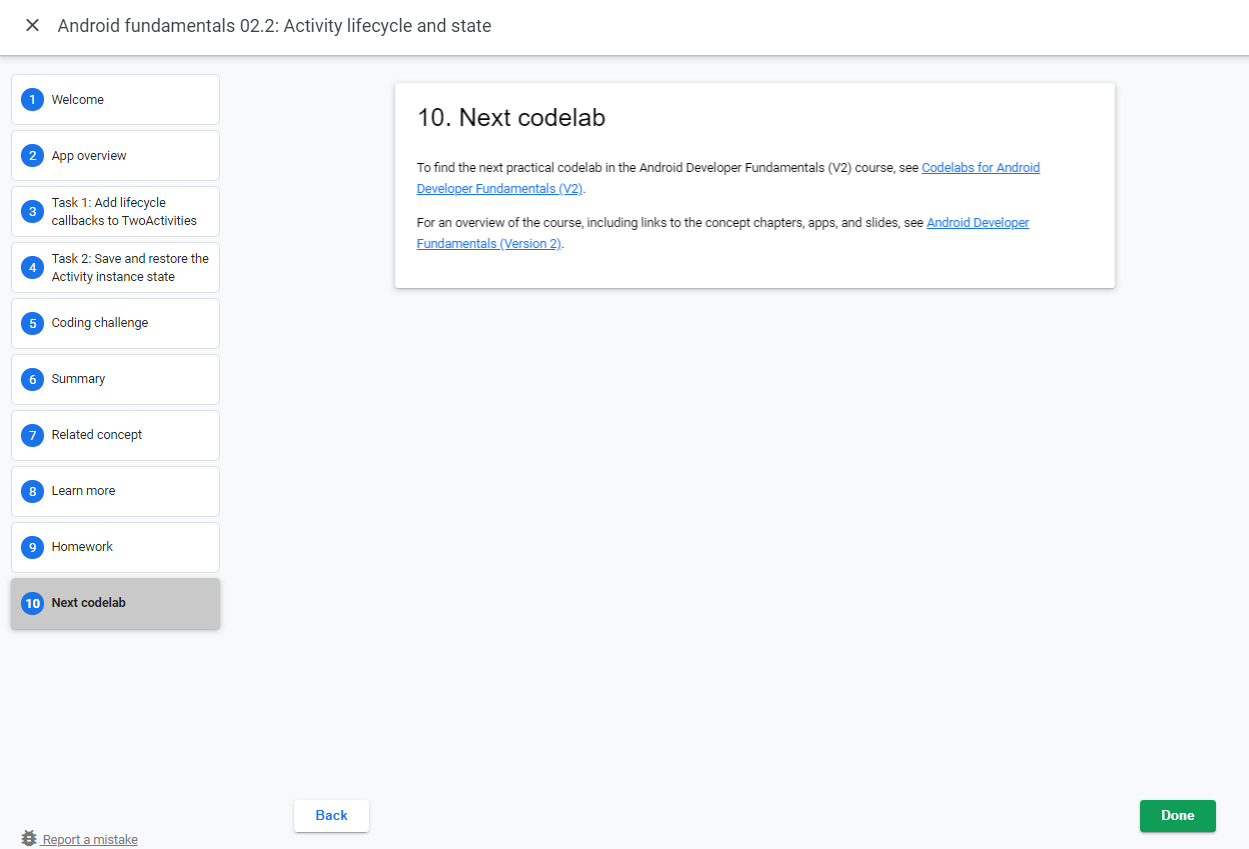 Android fundamentals 02.2: Activity lifecycle and state
1 Welcome
2 App overview
3 Task 1: Add lifecycle
callbacks to TwoActivities
4 Task 2: Save and restore the
Activity instance state
5 Coding challenge
6 Summary
7 Related concept
8 Learn more
9 Homework
10 Next codelab
10. Next codelab
To find the next practical codelab in the Android Developer Fundamentals (V2) course, see Codelabs for Android
Developer Fundamentals (V2).
For an overview of the course, including links to the concept chapters, apps, and slides, see Android Developer
Fundamentals (Version 2).
Back
Done
Report a mistake